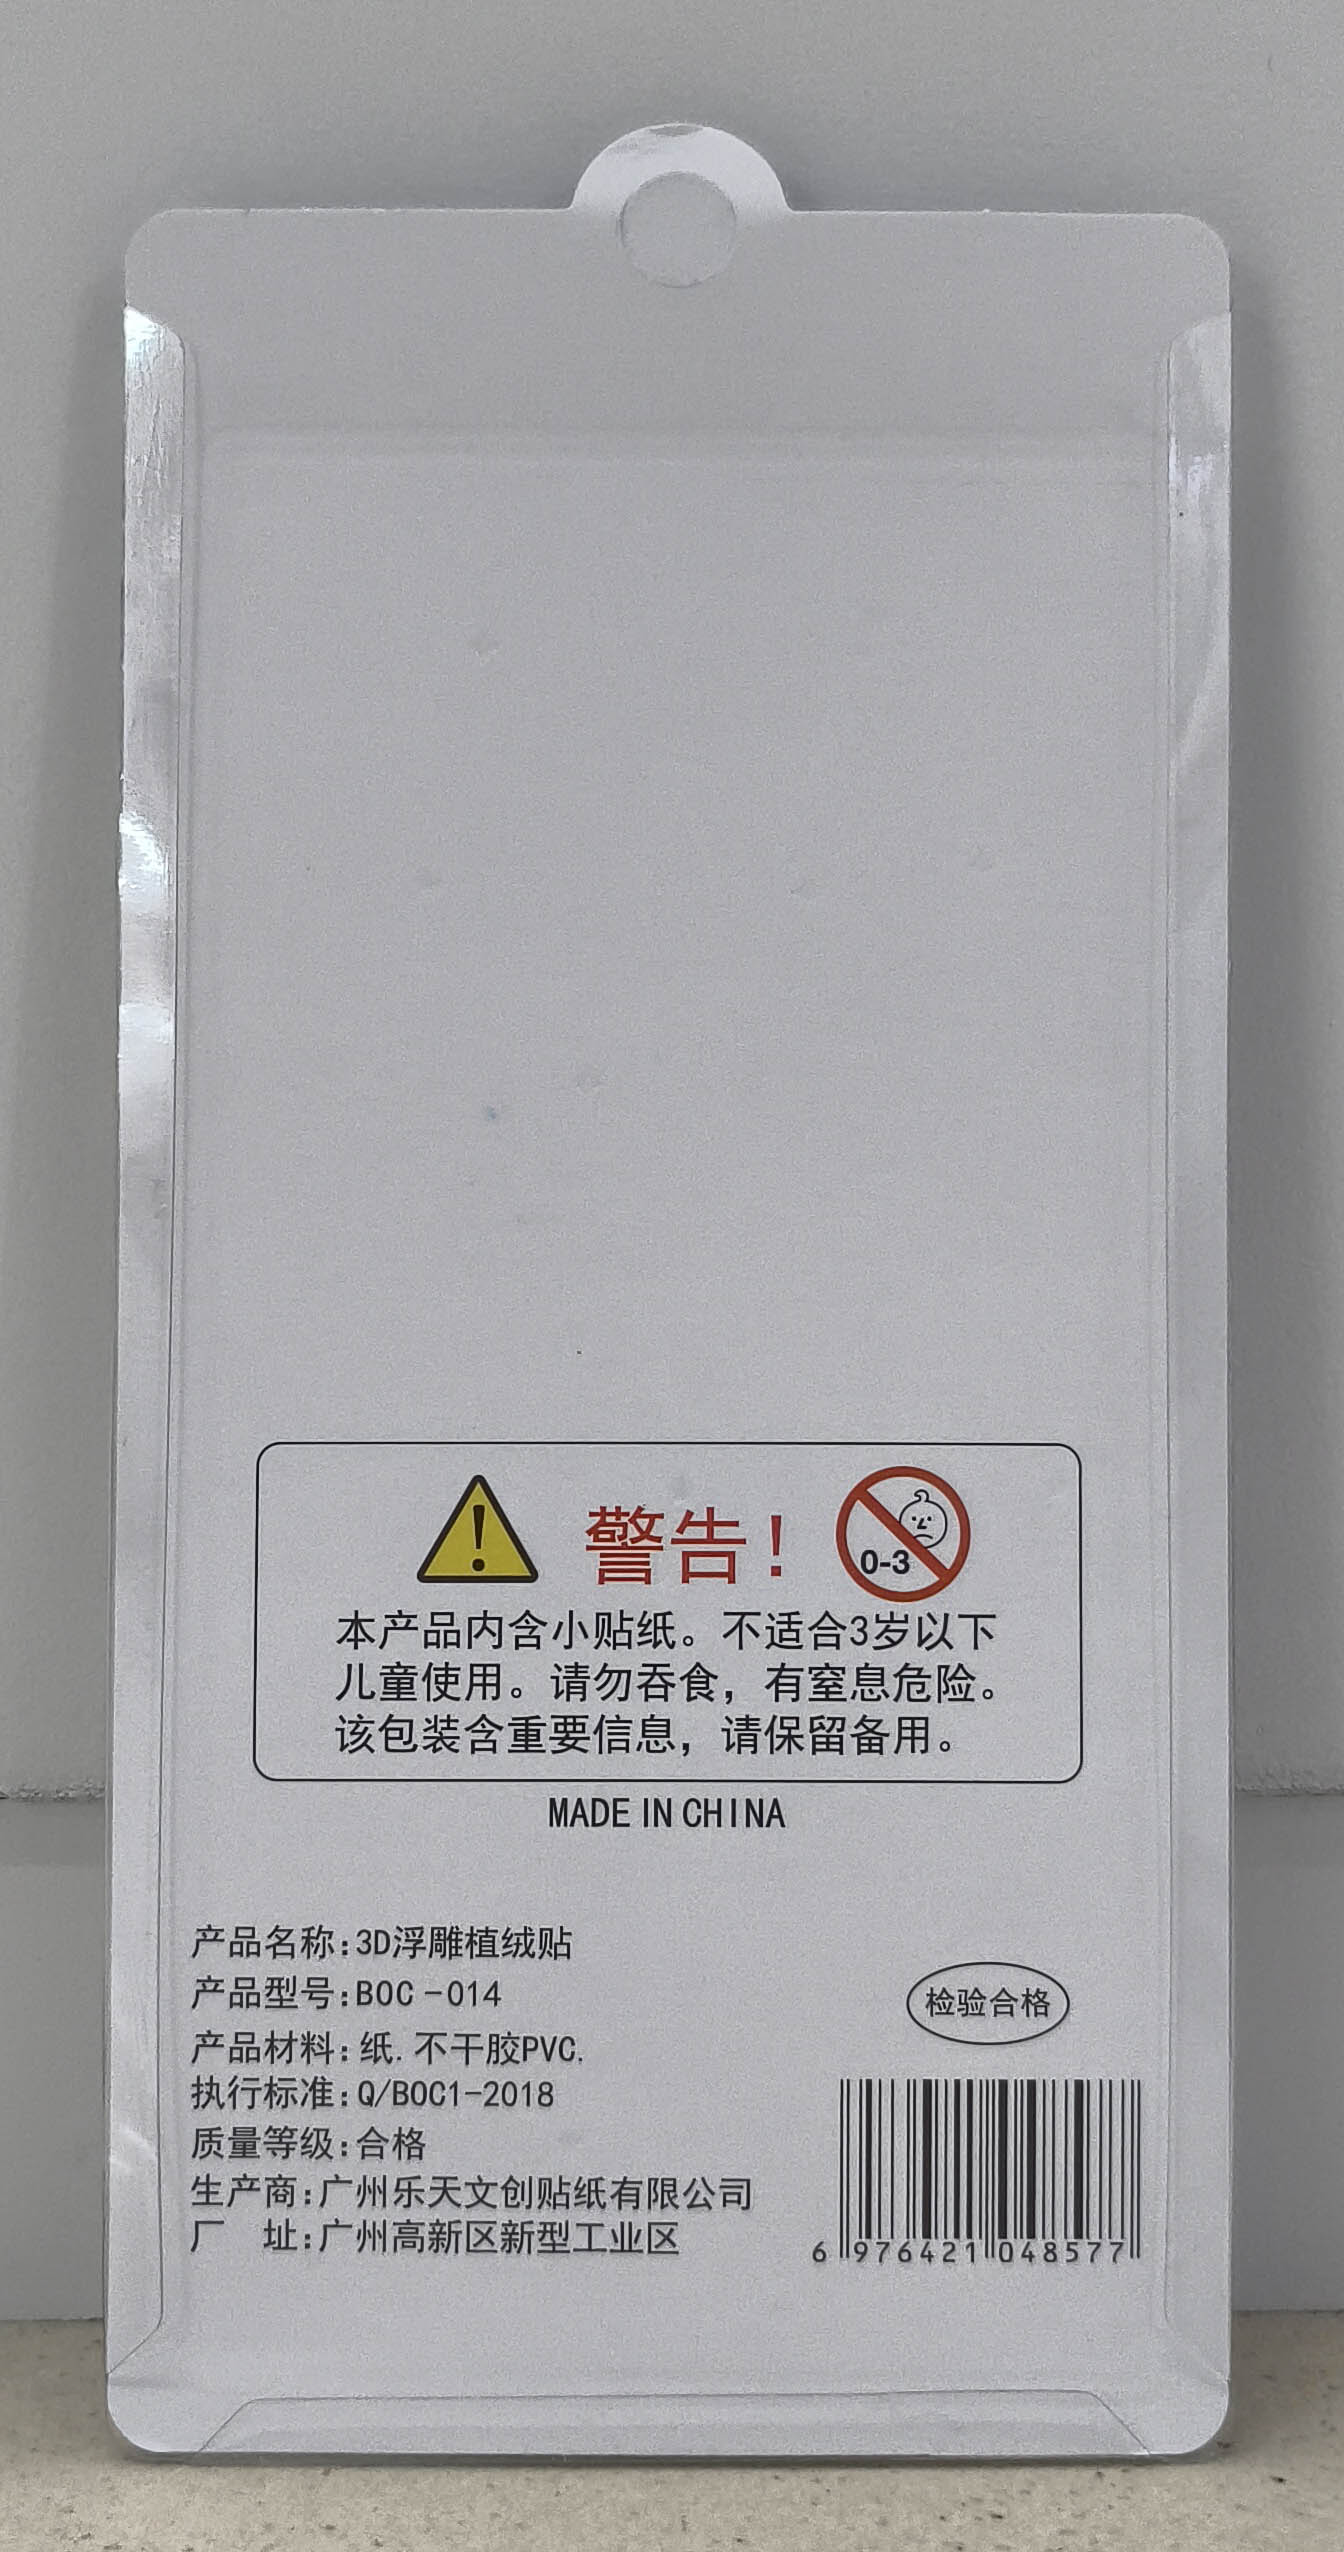 警告！
0-3
本产品内含小贴纸。不适合3岁以下
儿童使用。请勿吞食，有窒息危险。
该包装含重要信息，请保留备用。
MADE IN CHINA
产品名称:3D浮雕植绒贴
产品型号:BOC-014
产品材料:纸.不干胶PVC.
执行标准:Q/BOC1-2018
质量等级:合格
生产商:广州乐天文创贴纸有限公司
厂 址:广州高新区新型工业区
检验合格
6 976421 048577